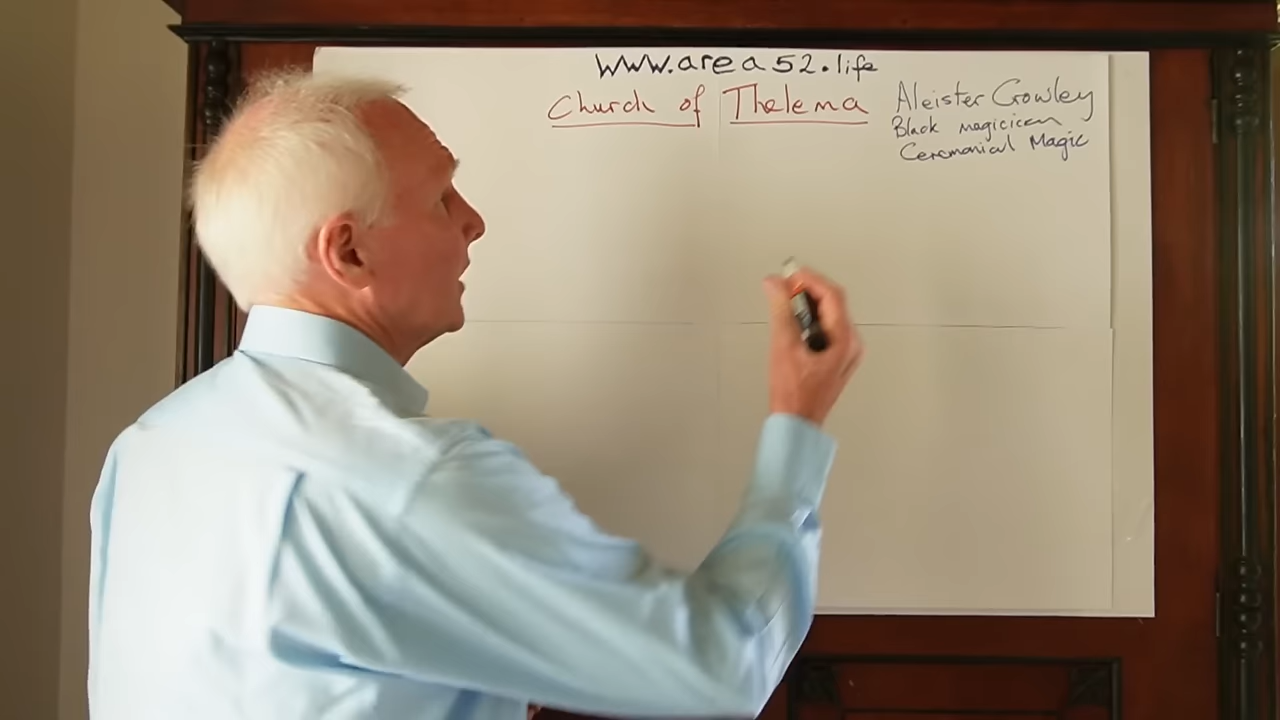 www.area52.life
Church of Thelema
Aleister Crowley
Black magician
Ceremonial Magic